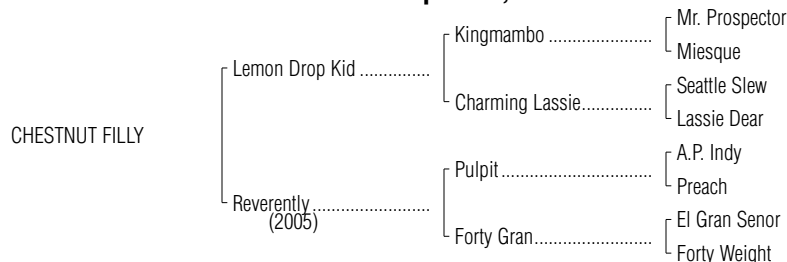 Mr. Prospector
Kingmambo
Miesque
Lemon Drop Kid
Seattle Slew
Charming Lassie
Lassie Dear
CHESTNUT FILLY
A.P. Indy
Pulpit
Preach
Reverently
(2005)
El Gran Senor
Forty Gran
Forty Weight